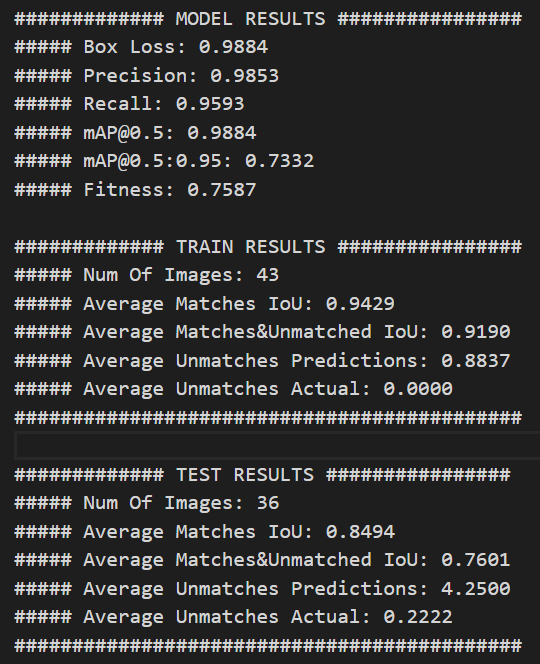 ############# MODEL RESULTS ################
##### Box Loss: 0.9884
##### Precision: 0.9853
##### Recall: 0.9593
##### mAP@0.5: 0.9884
##### mAP@0.5:0.95: 0.7332
##### Fitness: 0.7587
############# TRAIN RESULTS ################
##### Num Of Images: 43
##### Average Matches IoU: 0.9429
##### Average Matches&Unmatched IoU: 0.9190
##### Average Unmatches Predictions: 0.8837
##### Average Unmatches Actual: 0.0000
############################################
############# TEST RESULTS ################
##### Num Of Images: 36
##### Average Matches IoU: 0.8494
##### Average Matches&Unmatched IoU: 0.7601
##### Average Unmatches Predictions: 4.2500
##### Average Unmatches Actual: 0.2222
############################################